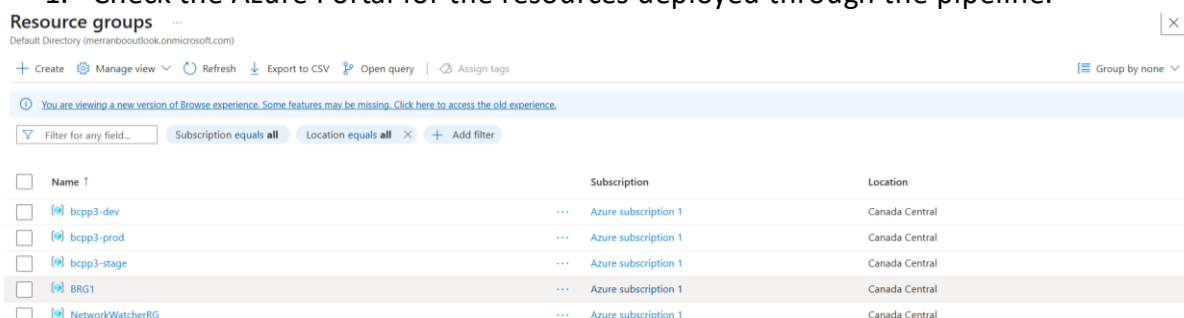 1. Check the Azure Portal for the resources deployed through the pipeline.
Resource groups ...
Default Directory (merranbooutlook.onmicrosoft.com)
+ Create Manage view Refresh Export to CSV Open query | Assign tags Group by none
You are viewing a new version of Browse experience. Some features may be missing. Click here to access the old experience.
Filter for any field... Subscription equals all Location equals all × + Add filter
Name ↑ Subscription Location
bcpp3-dev ... Azure subscription 1 Canada Central
bcpp3-prod ... Azure subscription 1 Canada Central
bcpp3-stage ... Azure subscription 1 Canada Central
BRG1 ... Azure subscription 1 Canada Central
NetworkWatcherRG ... Azure subscription 1 Canada Central